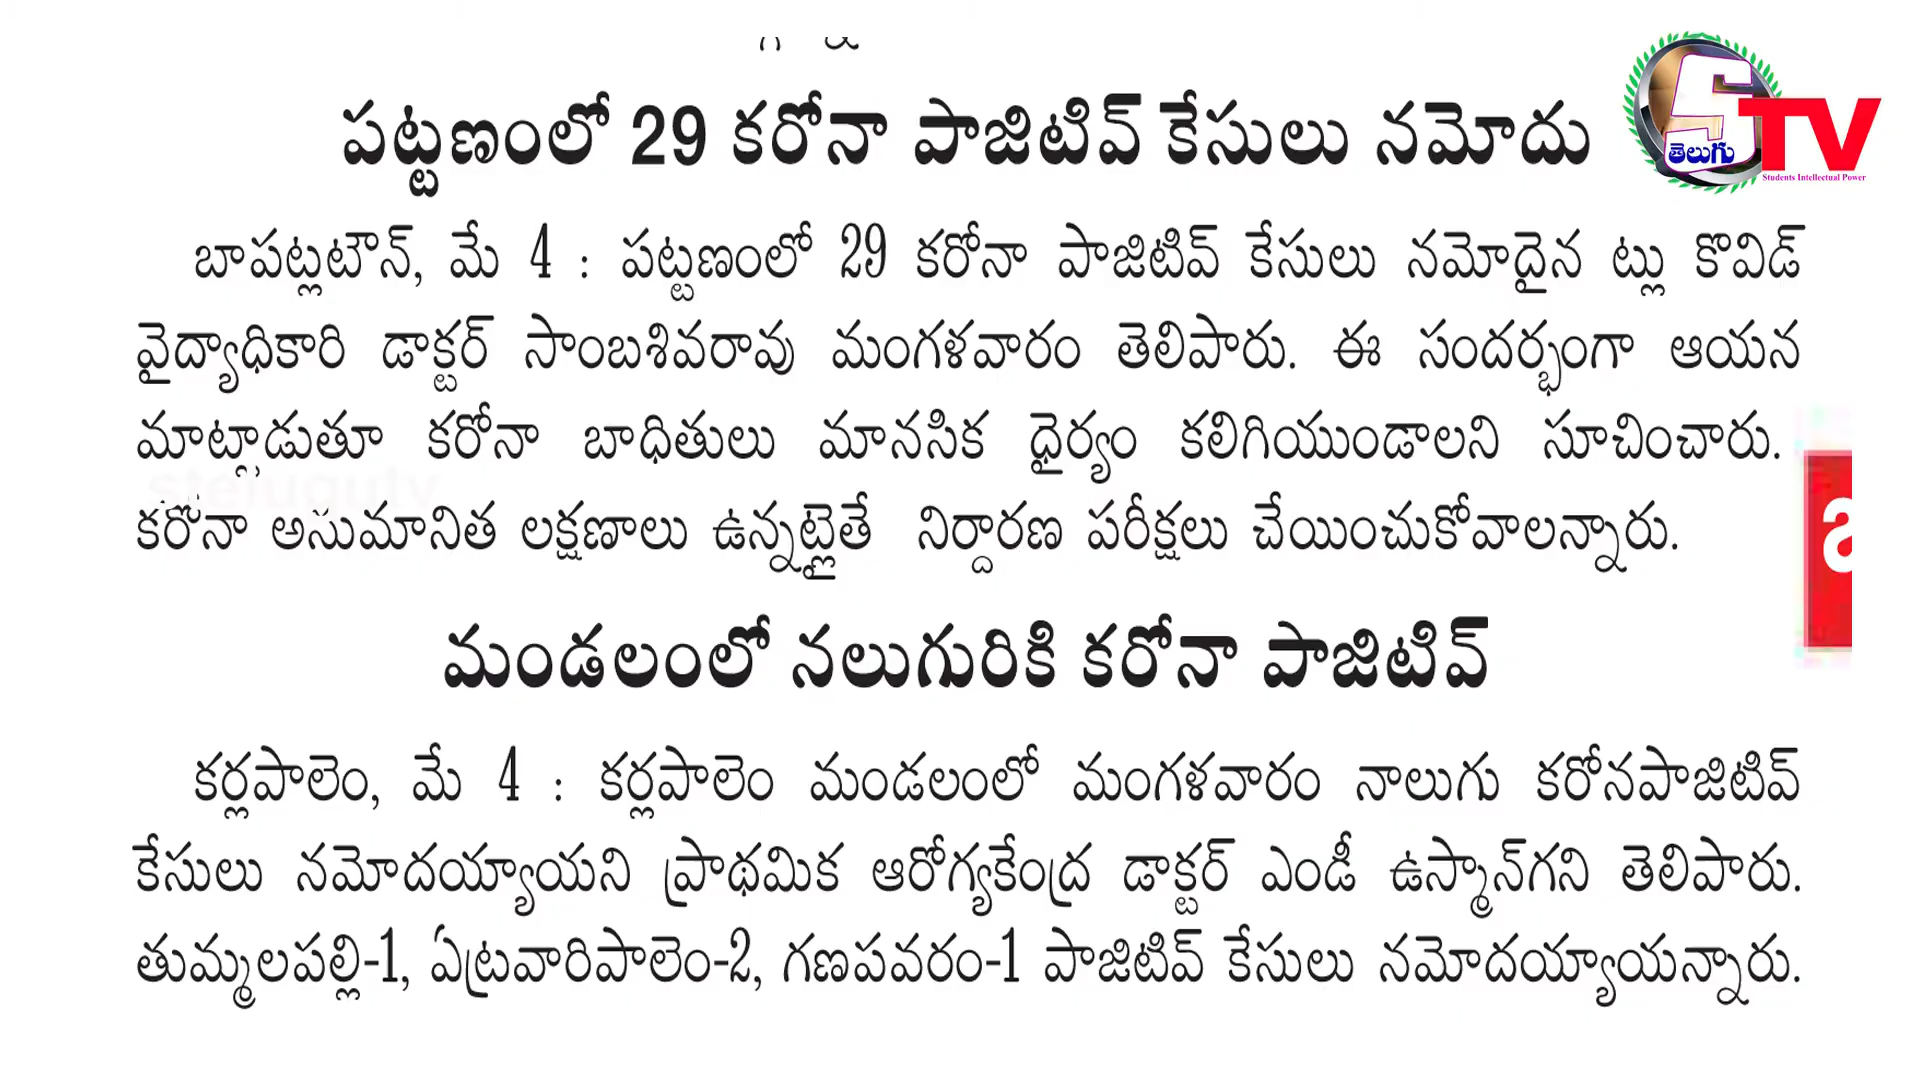 పట్టణంలో 29 కరోనా పాజిటివ్ కేసులు నమోదు
S TV
తెలుగు
Students Intellectual Power
బాపట్లటౌన్, మే 4 : పట్టణంలో 29 కరోనా పాజిటివ్ కేసులు నమోదైన ట్లు కొవిడ్
వైద్యాధికారి డాక్టర్ సాంబశివరావు మంగళవారం తెలిపారు. ఈ సందర్భంగా ఆయన
మాట్లాడుతూ కరోనా బాధితులు మానసిక ధైర్యం కలిగియుండాలని సూచించారు.
stelugutv
కరోనా అనుమానిత లక్షణాలు ఉన్నట్లైతే నిర్దారణ పరీక్షలు చేయించుకోవాలన్నారు.
మండలంలో నలుగురికి కరోనా పాజిటివ్
కర్లపాలెం, మే 4 : కర్లపాలెం మండలంలో మంగళవారం నాలుగు కరోనపాజిటివ్
కేసులు నమోదయ్యాయని ప్రాథమిక ఆరోగ్యకేంద్ర డాక్టర్ ఎండీ ఉస్మాన్‌గని తెలిపారు.
తుమ్మలపల్లి-1, ఏట్రవారిపాలెం-2, గణపవరం-1 పాజిటివ్ కేసులు నమోదయ్యాయన్నారు.